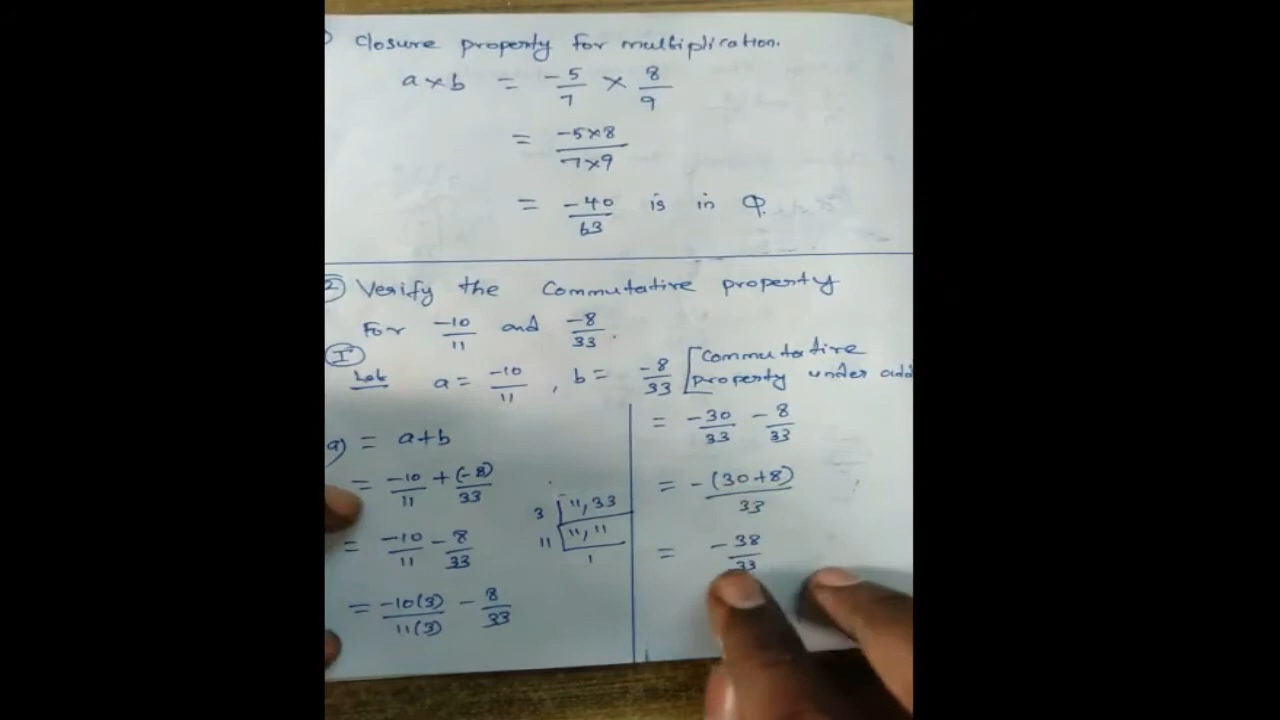 ) Closure property for multiplication.
a×b = -5/7 × 8/9
= -5×8/7×9
= -40/63 is in Q.
2) Verify the Commutative property
For -10/11 and -8/33.
I
Let a = -10/11, b = -8/33
[Commutative
property under add
a) = a+b
= -10/11 + (-8)/33
= -10/11 - 8/33
= -10(3)/11(3) - 8/33
3 | 11, 33
11 | 11, 11
1
= -30/33 - 8/33
= -(30+8)/33
= -38/33